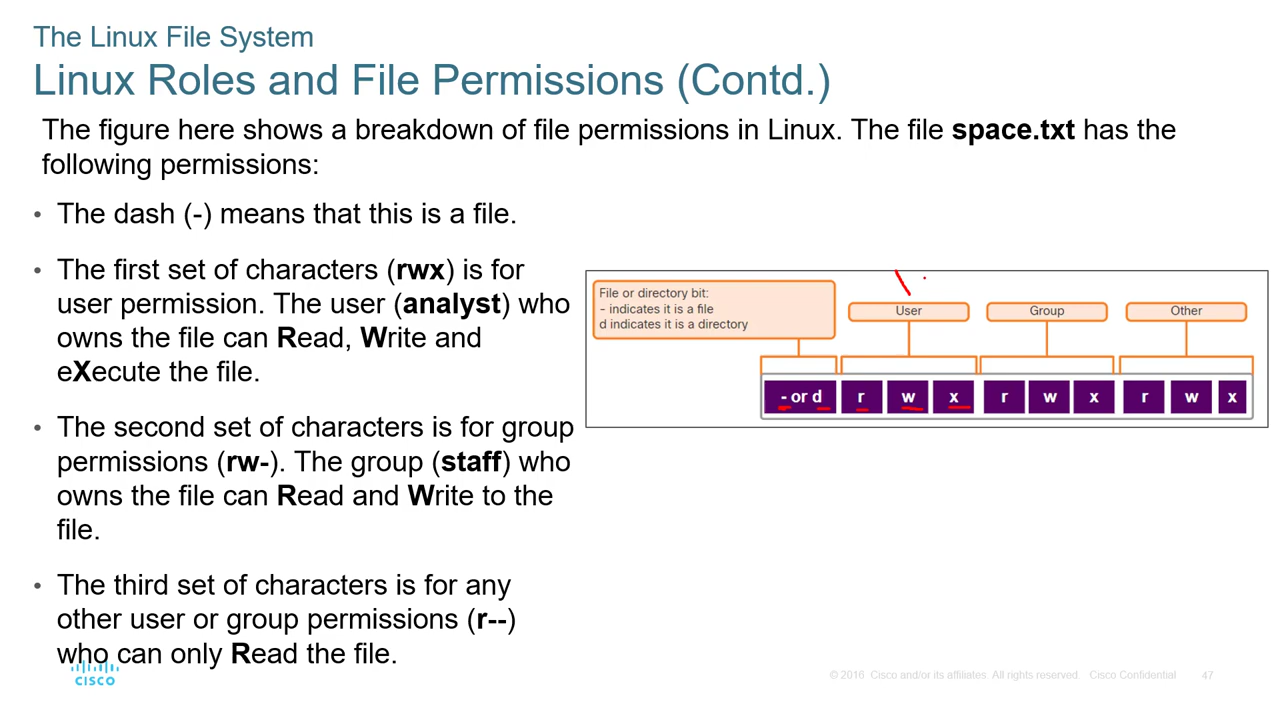 The Linux File System
Linux Roles and File Permissions (Contd.)
The figure here shows a breakdown of file permissions in Linux. The file space.txt has the
following permissions:
• The dash (-) means that this is a file.
• The first set of characters (rwx) is for
user permission. The user (analyst) who
owns the file can Read, Write and
eXecute the file.
• The second set of characters is for group
permissions (rw-). The group (staff) who
owns the file can Read and Write to the
file.
• The third set of characters is for any
other user or group permissions (r--)
who can only Read the file.
File or directory bit:
- indicates it is a file
d indicates it is a directory
User Group Other
- or d r w x r w x r w x
CISCO
© 2016 Cisco and/or its affiliates. All rights reserved. Cisco Confidential 47